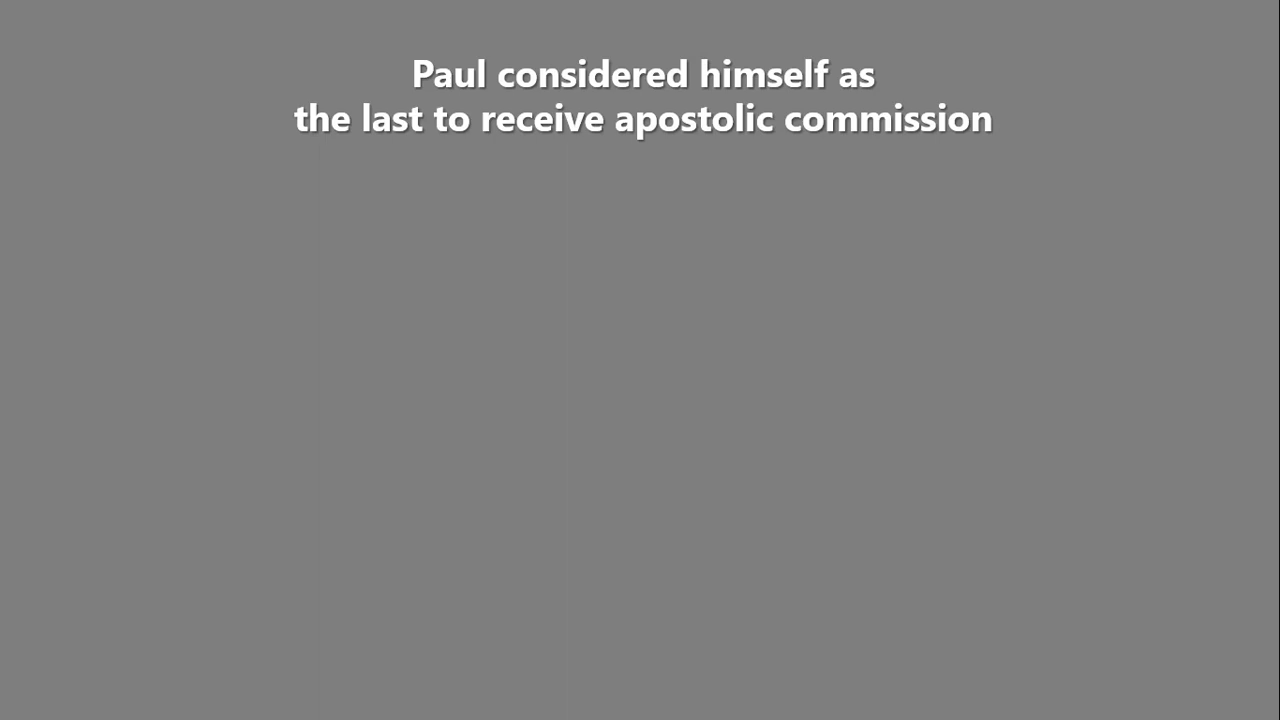 Paul considered himself as
the last to receive apostolic commission